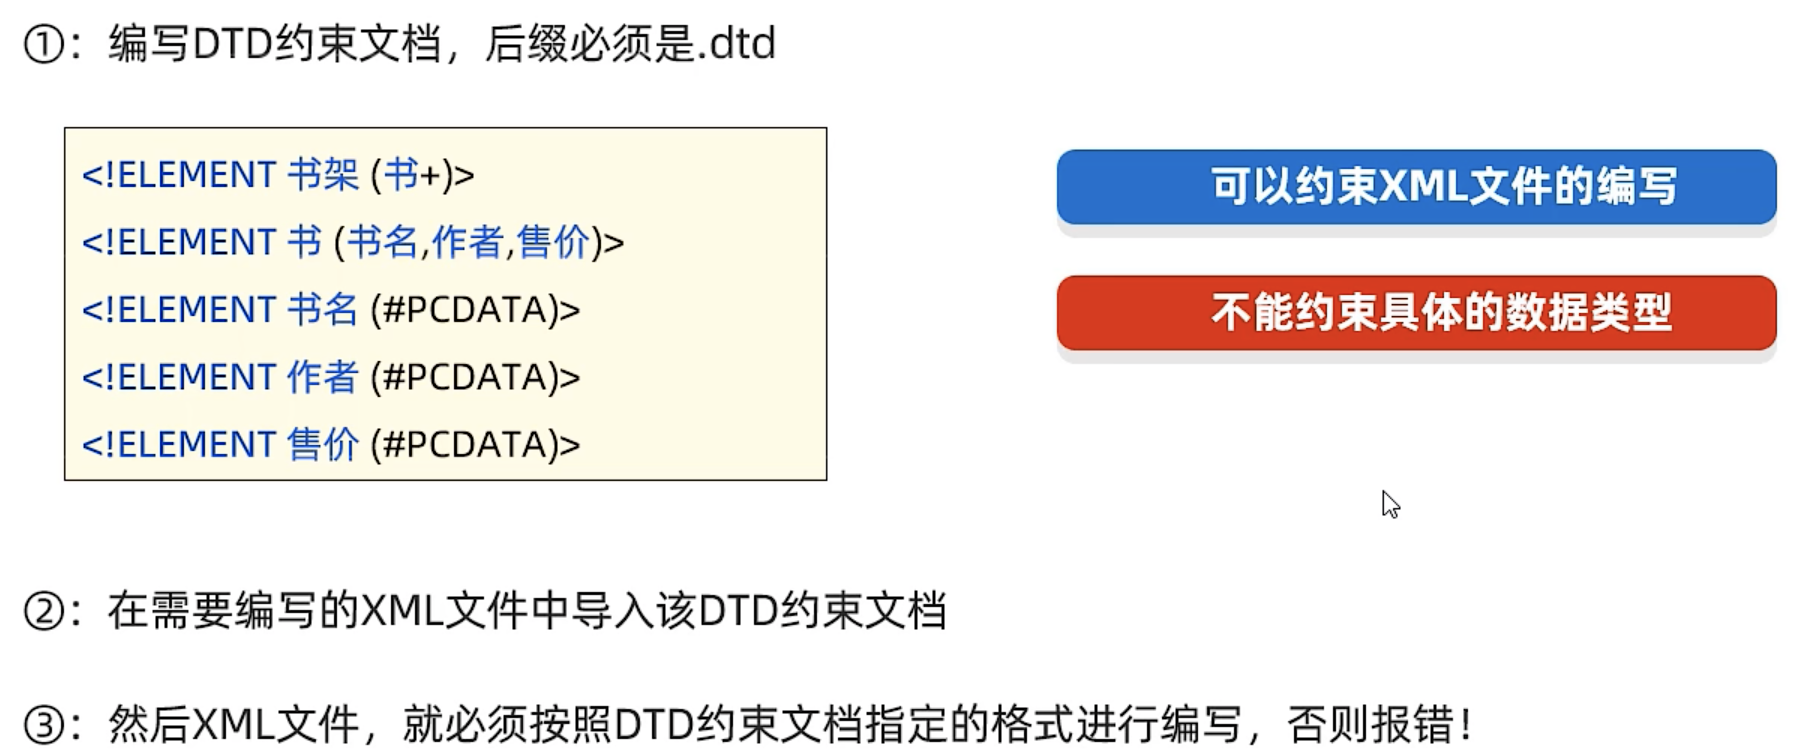 ①：编写DTD约束文档，后缀必须是.dtd
<!ELEMENT 书架 (书+)>
<!ELEMENT 书 (书名,作者,售价)>
<!ELEMENT 书名 (#PCDATA)>
<!ELEMENT 作者 (#PCDATA)>
<!ELEMENT 售价 (#PCDATA)>
可以约束XML文件的编写
不能约束具体的数据类型
②：在需要编写的XML文件中导入该DTD约束文档
③：然后XML文件，就必须按照DTD约束文档指定的格式进行编写，否则报错！